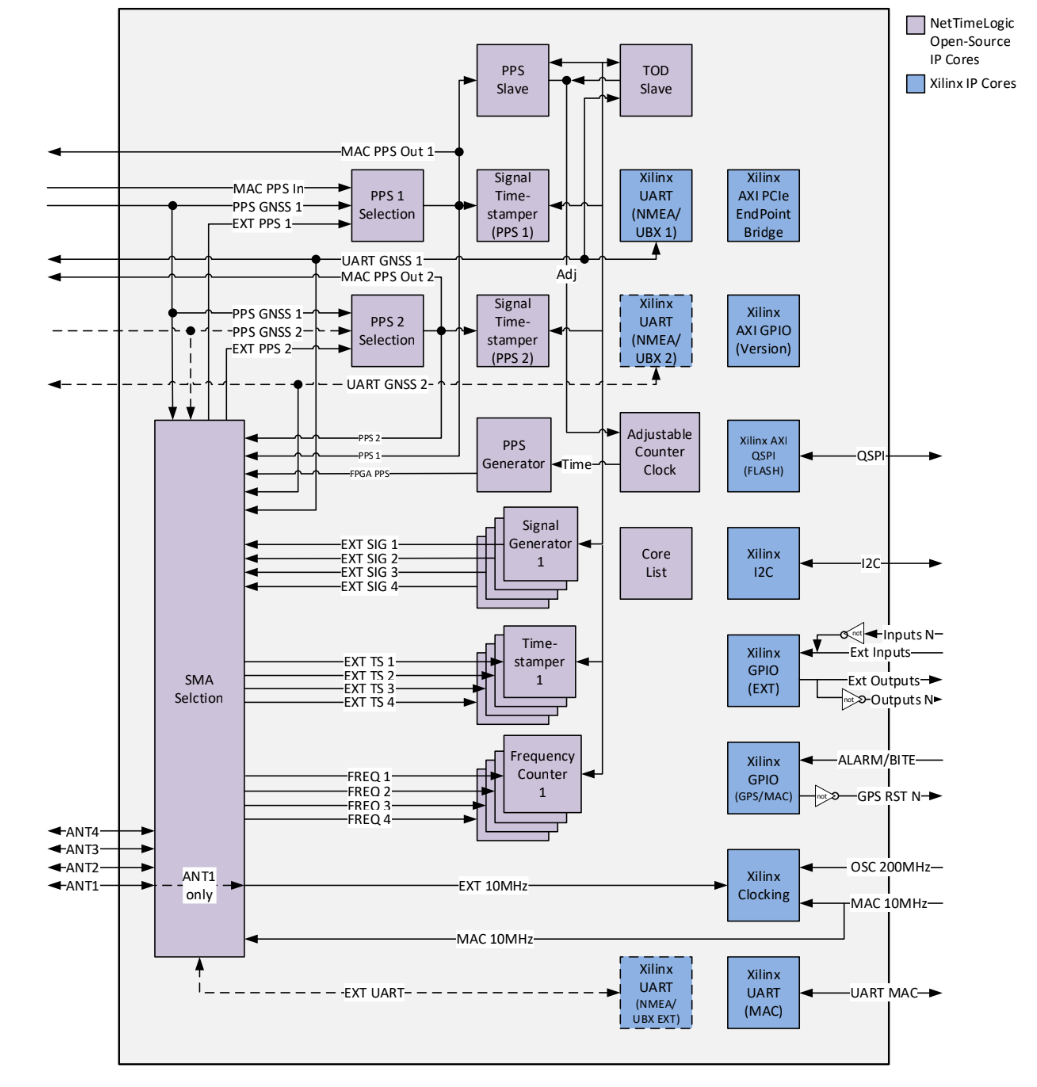 NetTimeLogic
Open-Source
IP Cores
Xilinx IP Cores
PPS
Slave
TOD
Slave
MAC PPS Out 1
MAC PPS In
PPS GNSS 1
EXT PPS 1
PPS 1
Selection
Signal
Time-
stamper
(PPS 1)
Xilinx
UART
(NMEA/
UBX 1)
Xilinx
AXI PCIe
EndPoint
Bridge
UART GNSS 1
MAC PPS Out 2
Adj
PPS GNSS 1
PPS GNSS 2
EXT PPS 2
PPS 2
Selection
Signal
Time-
stamper
(PPS 2)
Xilinx
UART
(NMEA/
UBX 2)
Xilinx
AXI GPIO
(Version)
UART GNSS 2
PPS 2
PPS 1
FPGA PPS
PPS
Generator
Time
Adjustable
Counter
Clock
Xilinx AXI
QSPI
(FLASH)
QSPI
EXT SIG 1
EXT SIG 2
EXT SIG 3
EXT SIG 4
Signal
Generator
1
Core
List
Xilinx
I2C
I2C
SMA
Selction
EXT TS 1
EXT TS 2
EXT TS 3
EXT TS 4
Time-
stamper
1
Xilinx
GPIO
(EXT)
not
Inputs N
Ext Inputs
Ext Outputs
not
Outputs N
FREQ 1
FREQ 2
FREQ 3
FREQ 4
Frequency
Counter
1
Xilinx
GPIO
(GPS/MAC)
ALARM/BITE
not
GPS RST N
ANT4
ANT3
ANT2
ANT1
ANT1
only
EXT 10MHz
Xilinx
Clocking
OSC 200MHz
MAC 10MHz
MAC 10MHz
EXT UART
Xilinx
UART
(NMEA/
UBX EXT)
Xilinx
UART
(MAC)
UART MAC